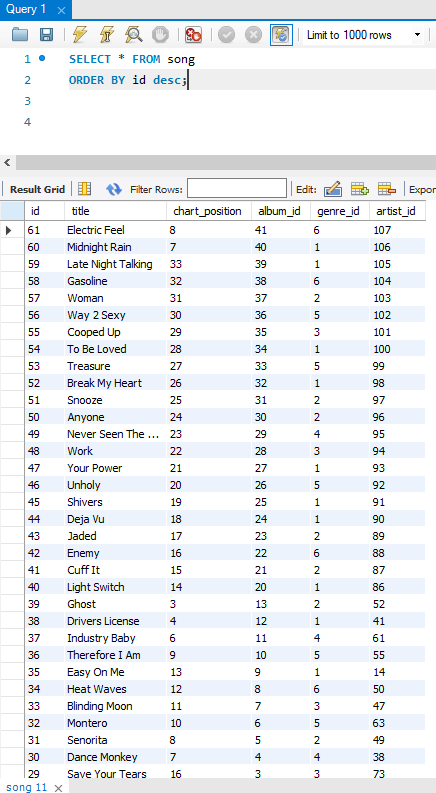 Query 1
Limit to 1000 rows
1 SELECT * FROM song
2 ORDER BY id desc;
3
4
Result Grid Filter Rows: Edit: Expor
id title chart_position album_id genre_id artist_id
61 Electric Feel 8 41 6 107
60 Midnight Rain 7 40 1 106
59 Late Night Talking 33 39 1 105
58 Gasoline 32 38 6 104
57 Woman 31 37 2 103
56 Way 2 Sexy 30 36 5 102
55 Cooped Up 29 35 3 101
54 To Be Loved 28 34 1 100
53 Treasure 27 33 5 99
52 Break My Heart 26 32 1 98
51 Snooze 25 31 2 97
50 Anyone 24 30 2 96
49 Never Seen The ... 23 29 4 95
48 Work 22 28 3 94
47 Your Power 21 27 1 93
46 Unholy 20 26 5 92
45 Shivers 19 25 1 91
44 Deja Vu 18 24 1 90
43 Jaded 17 23 2 89
42 Enemy 16 22 6 88
41 Cuff It 15 21 2 87
40 Light Switch 14 20 1 86
39 Ghost 3 13 2 52
38 Drivers License 4 12 1 41
37 Industry Baby 6 11 4 61
36 Therefore I Am 9 10 5 55
35 Easy On Me 13 9 1 14
34 Heat Waves 12 8 6 50
33 Blinding Moon 11 7 3 47
32 Montero 10 6 5 63
31 Senorita 8 5 2 49
30 Dance Monkey 7 4 4 38
29 Save Your Tears 16 3 3 73
song 11